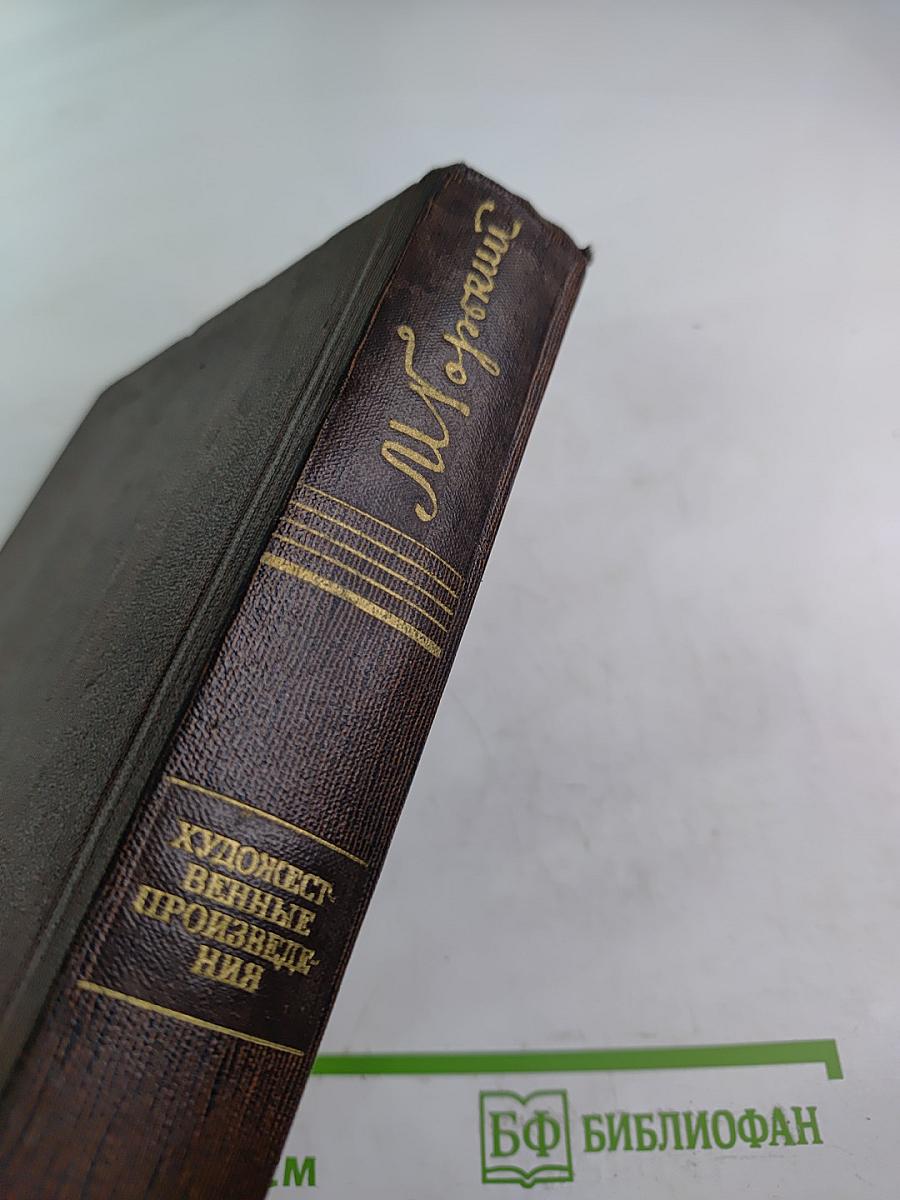 М Горький
ХУДОЖЕСТ-
ВЕННЫЕ
ПРОИЗВЕДЕ-
НИЯ
БФ БИБЛИОФАН